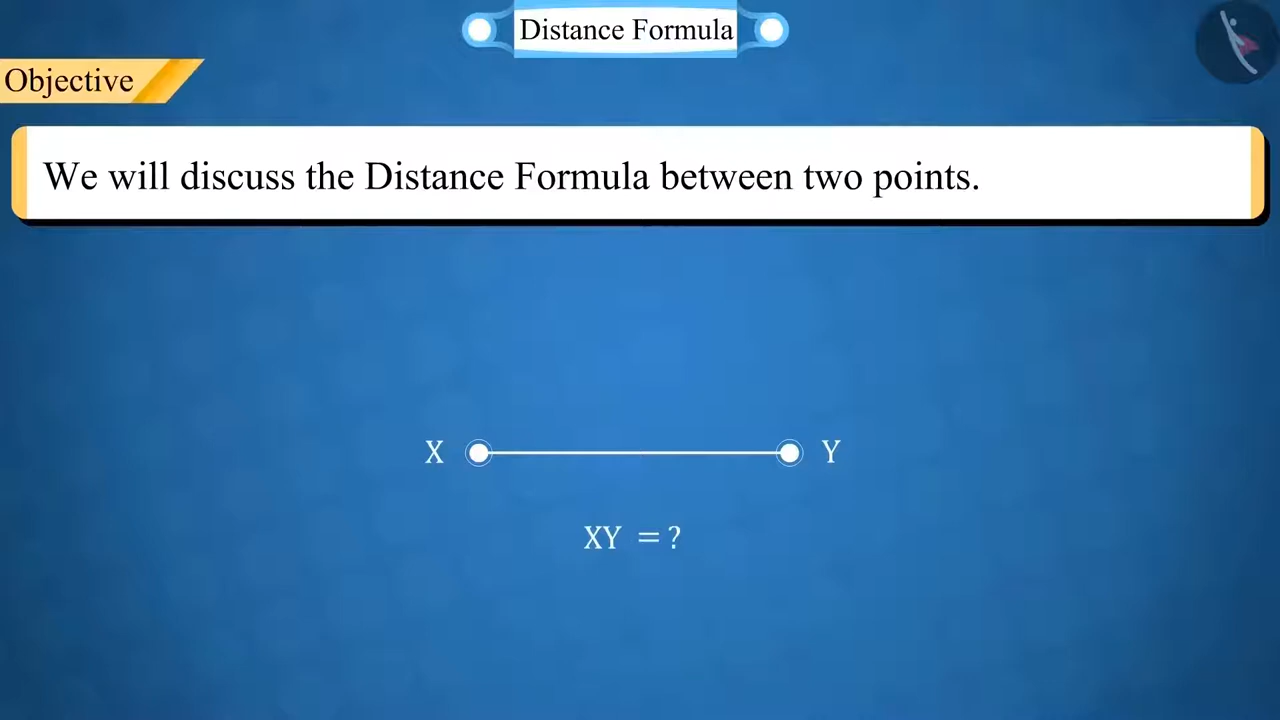 Distance Formula
Objective
We will discuss the Distance Formula between two points.
X Y
XY = ?